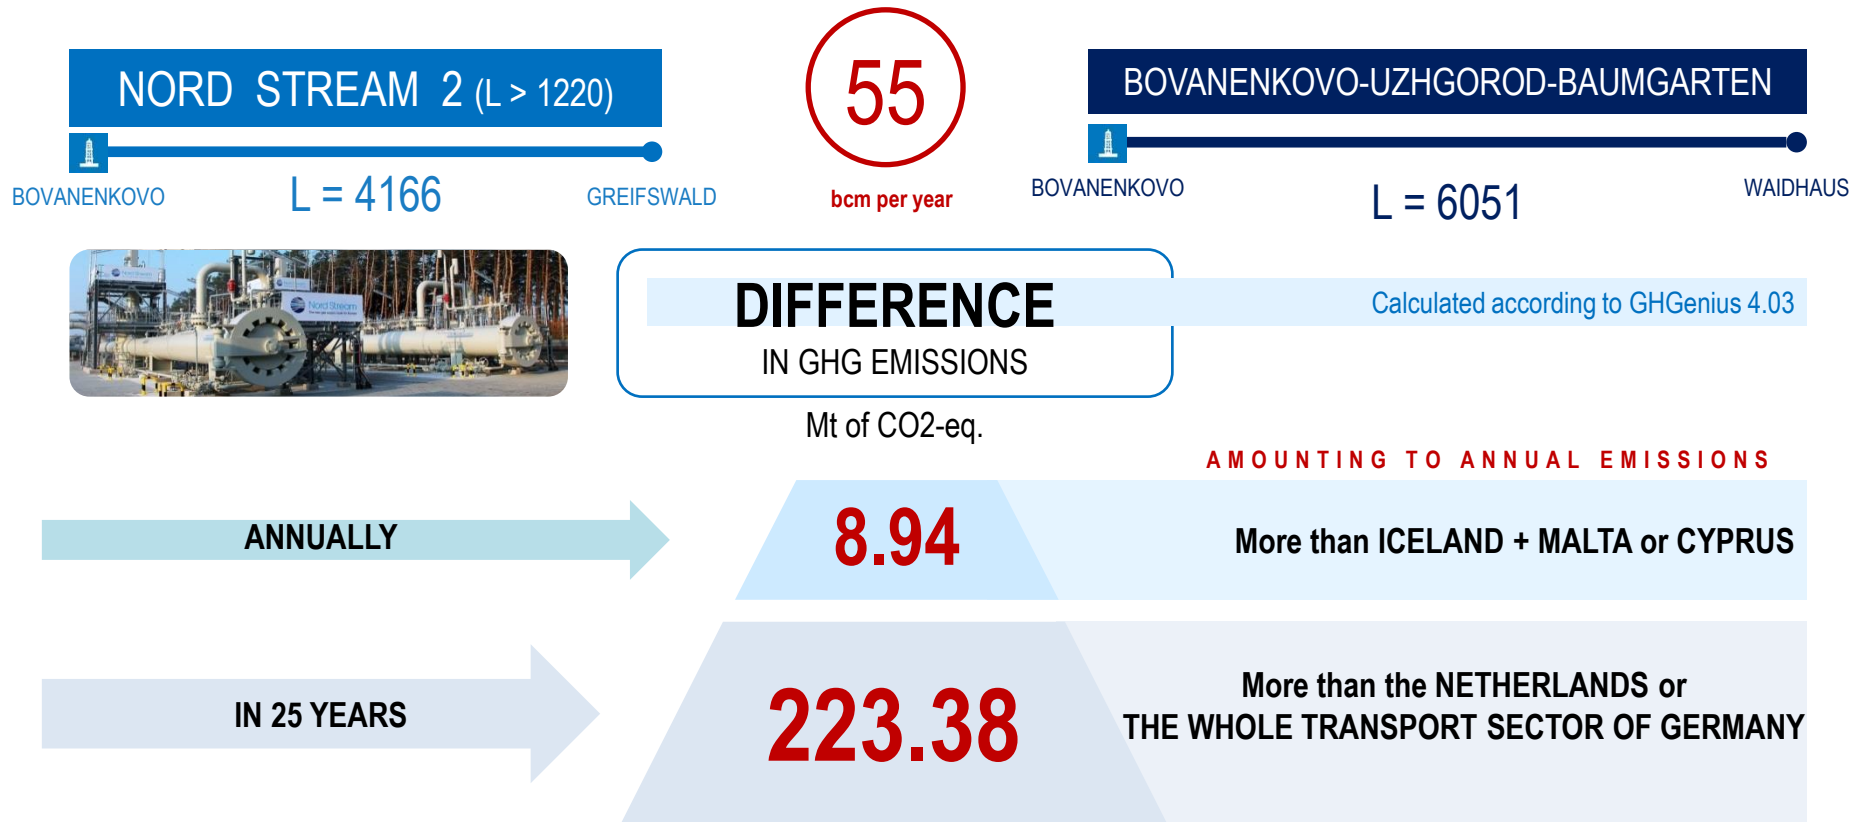 NORD STREAM 2 (L > 1220)
BOVANENKOVO
L = 4166
GREIFSWALD
55
bcm per year
BOVANENKOVO-UZHGOROD-BAUMGARTEN
BOVANENKOVO
L = 6051
WAIDHAUS
Nord Stream
DIFFERENCE
IN GHG EMISSIONS
Calculated according to GHGenius 4.03
Mt of CO2-eq.
AMOUNTING TO ANNUAL EMISSIONS
ANNUALLY
8.94
More than ICELAND + MALTA or CYPRUS
IN 25 YEARS
223.38
More than the NETHERLANDS or
THE WHOLE TRANSPORT SECTOR OF GERMANY